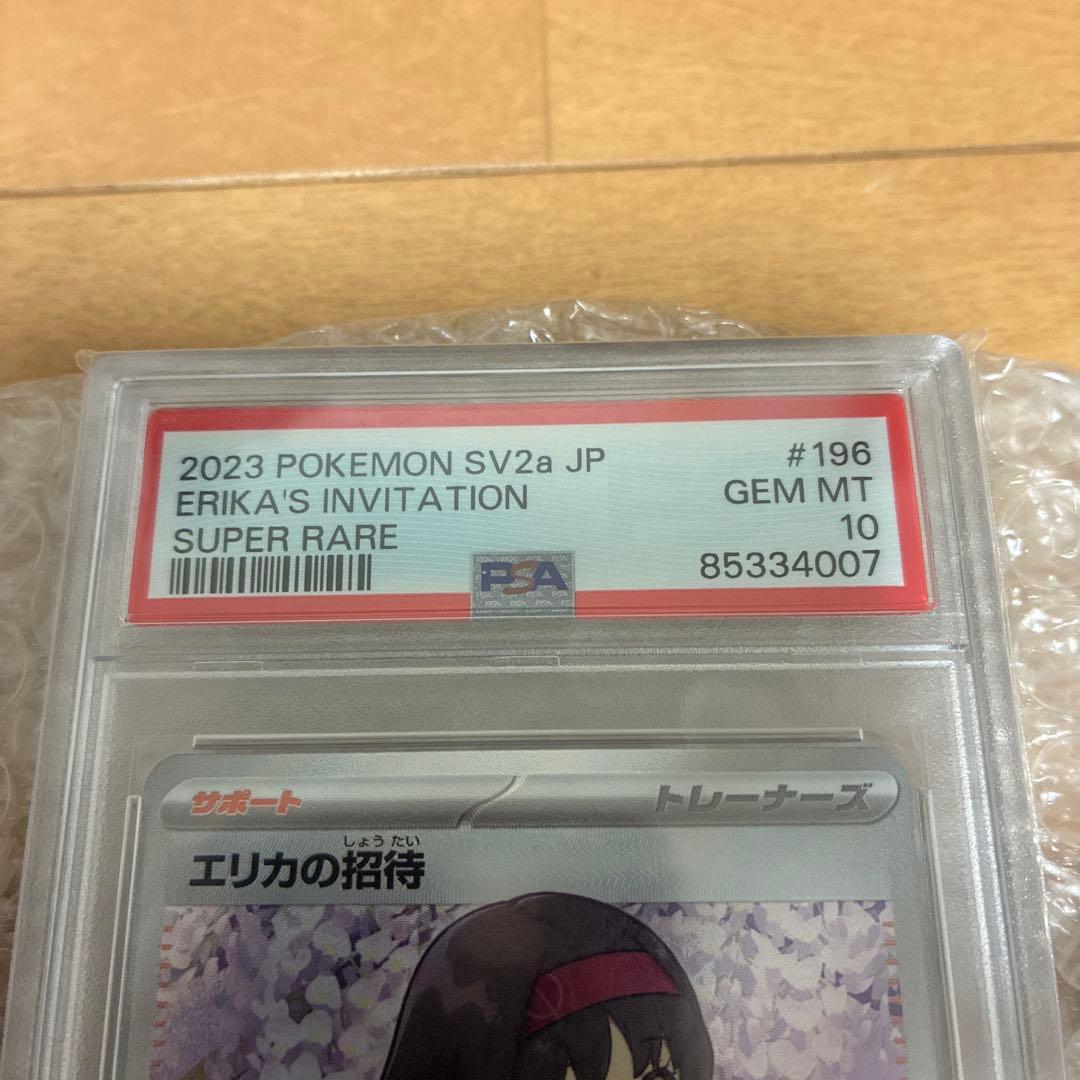 2023 POKEMON SV2a JP #196
ERIKA'S INVITATION GEM MT
SUPER RARE 10
PSA 85334007
サポート トレーナーズ
しょうたい
エリカの招待